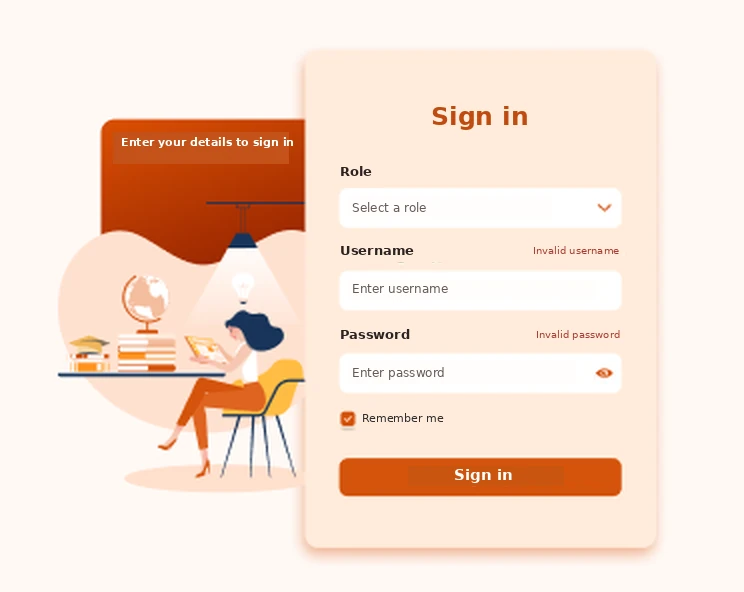 Enter your details to sign in
Sign in
Role
Select a role
Username
Invalid username
Enter username
Password
Invalid password
Enter password
Remember me
Sign in